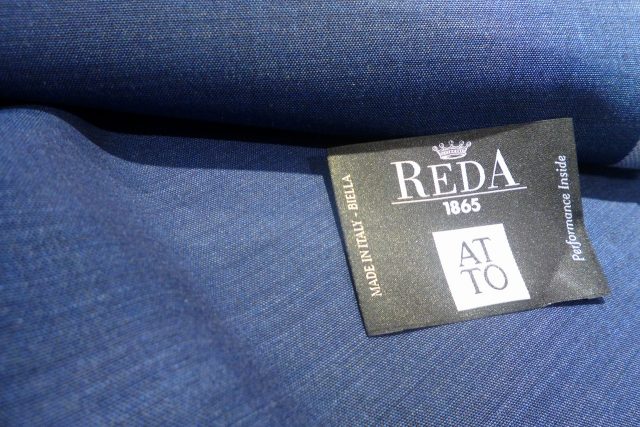 REDA
1865
AT
TO
MADE IN ITALY - BIELLA
Performance Inside